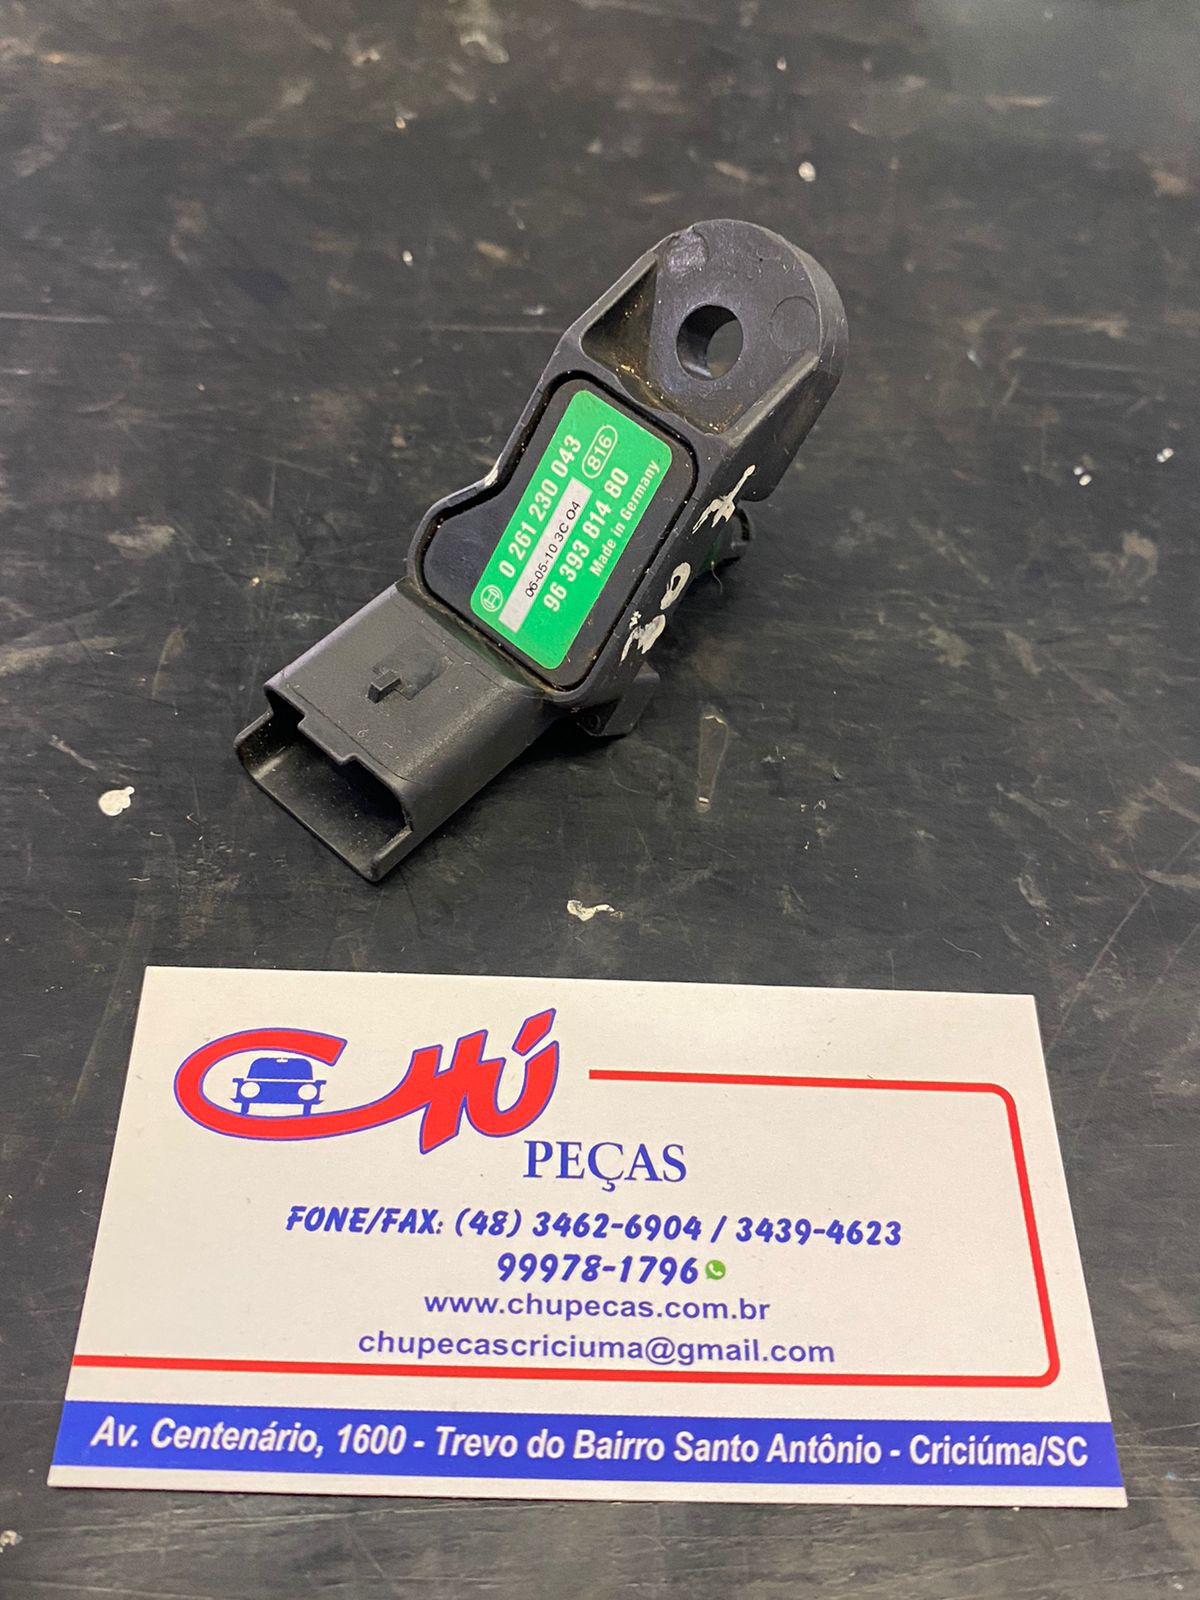 0 261 230 043
816
06-05-10 3C O4
96 393 814 80
Made in Germany
6
CHÚ
PEÇAS
FONE/FAX: (48) 3462-6904 / 3439-4623
99978-1796
www.chupecas.com.br
chupecascriciuma@gmail.com
Av. Centenário, 1600 - Trevo do Bairro Santo Antônio - Criciúma/SC